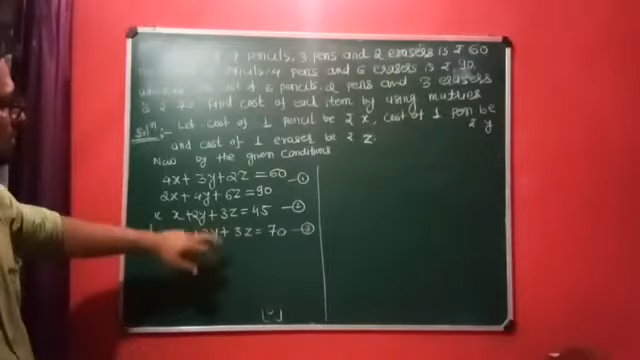 pencils, 3 pens and 2 erasers is ₹ 60
4 pens and 6 erasers is ₹ 90
cost of 6 pencils, 2 pens and 3 erasers
is ₹ 70. Find cost of each item by using matrices
Solⁿ :- Let cost of 1 pencil be ₹ x, cost of 1 pen be ₹ y
and cost of 1 eraser be ₹ z.
Now by the given conditions
4x + 3y + 2z = 60 —①
2x + 4y + 6z = 90
x + 2y + 3z = 45 —②
+ 3z = 70 —③